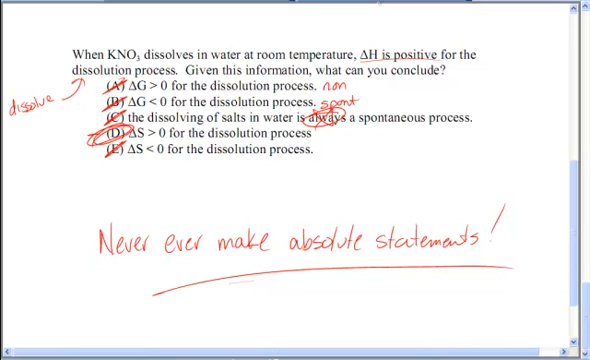 When KNO3 dissolves in water at room temperature, ΔH is positive for the
dissolution process. Given this information, what can you conclude?
dissolve
(A) ΔG > 0 for the dissolution process. non
(B) ΔG < 0 for the dissolution process. spont
(C) the dissolving of salts in water is always a spontaneous process.
(D) ΔS > 0 for the dissolution process
(E) ΔS < 0 for the dissolution process.
Never ever make absolute statements!